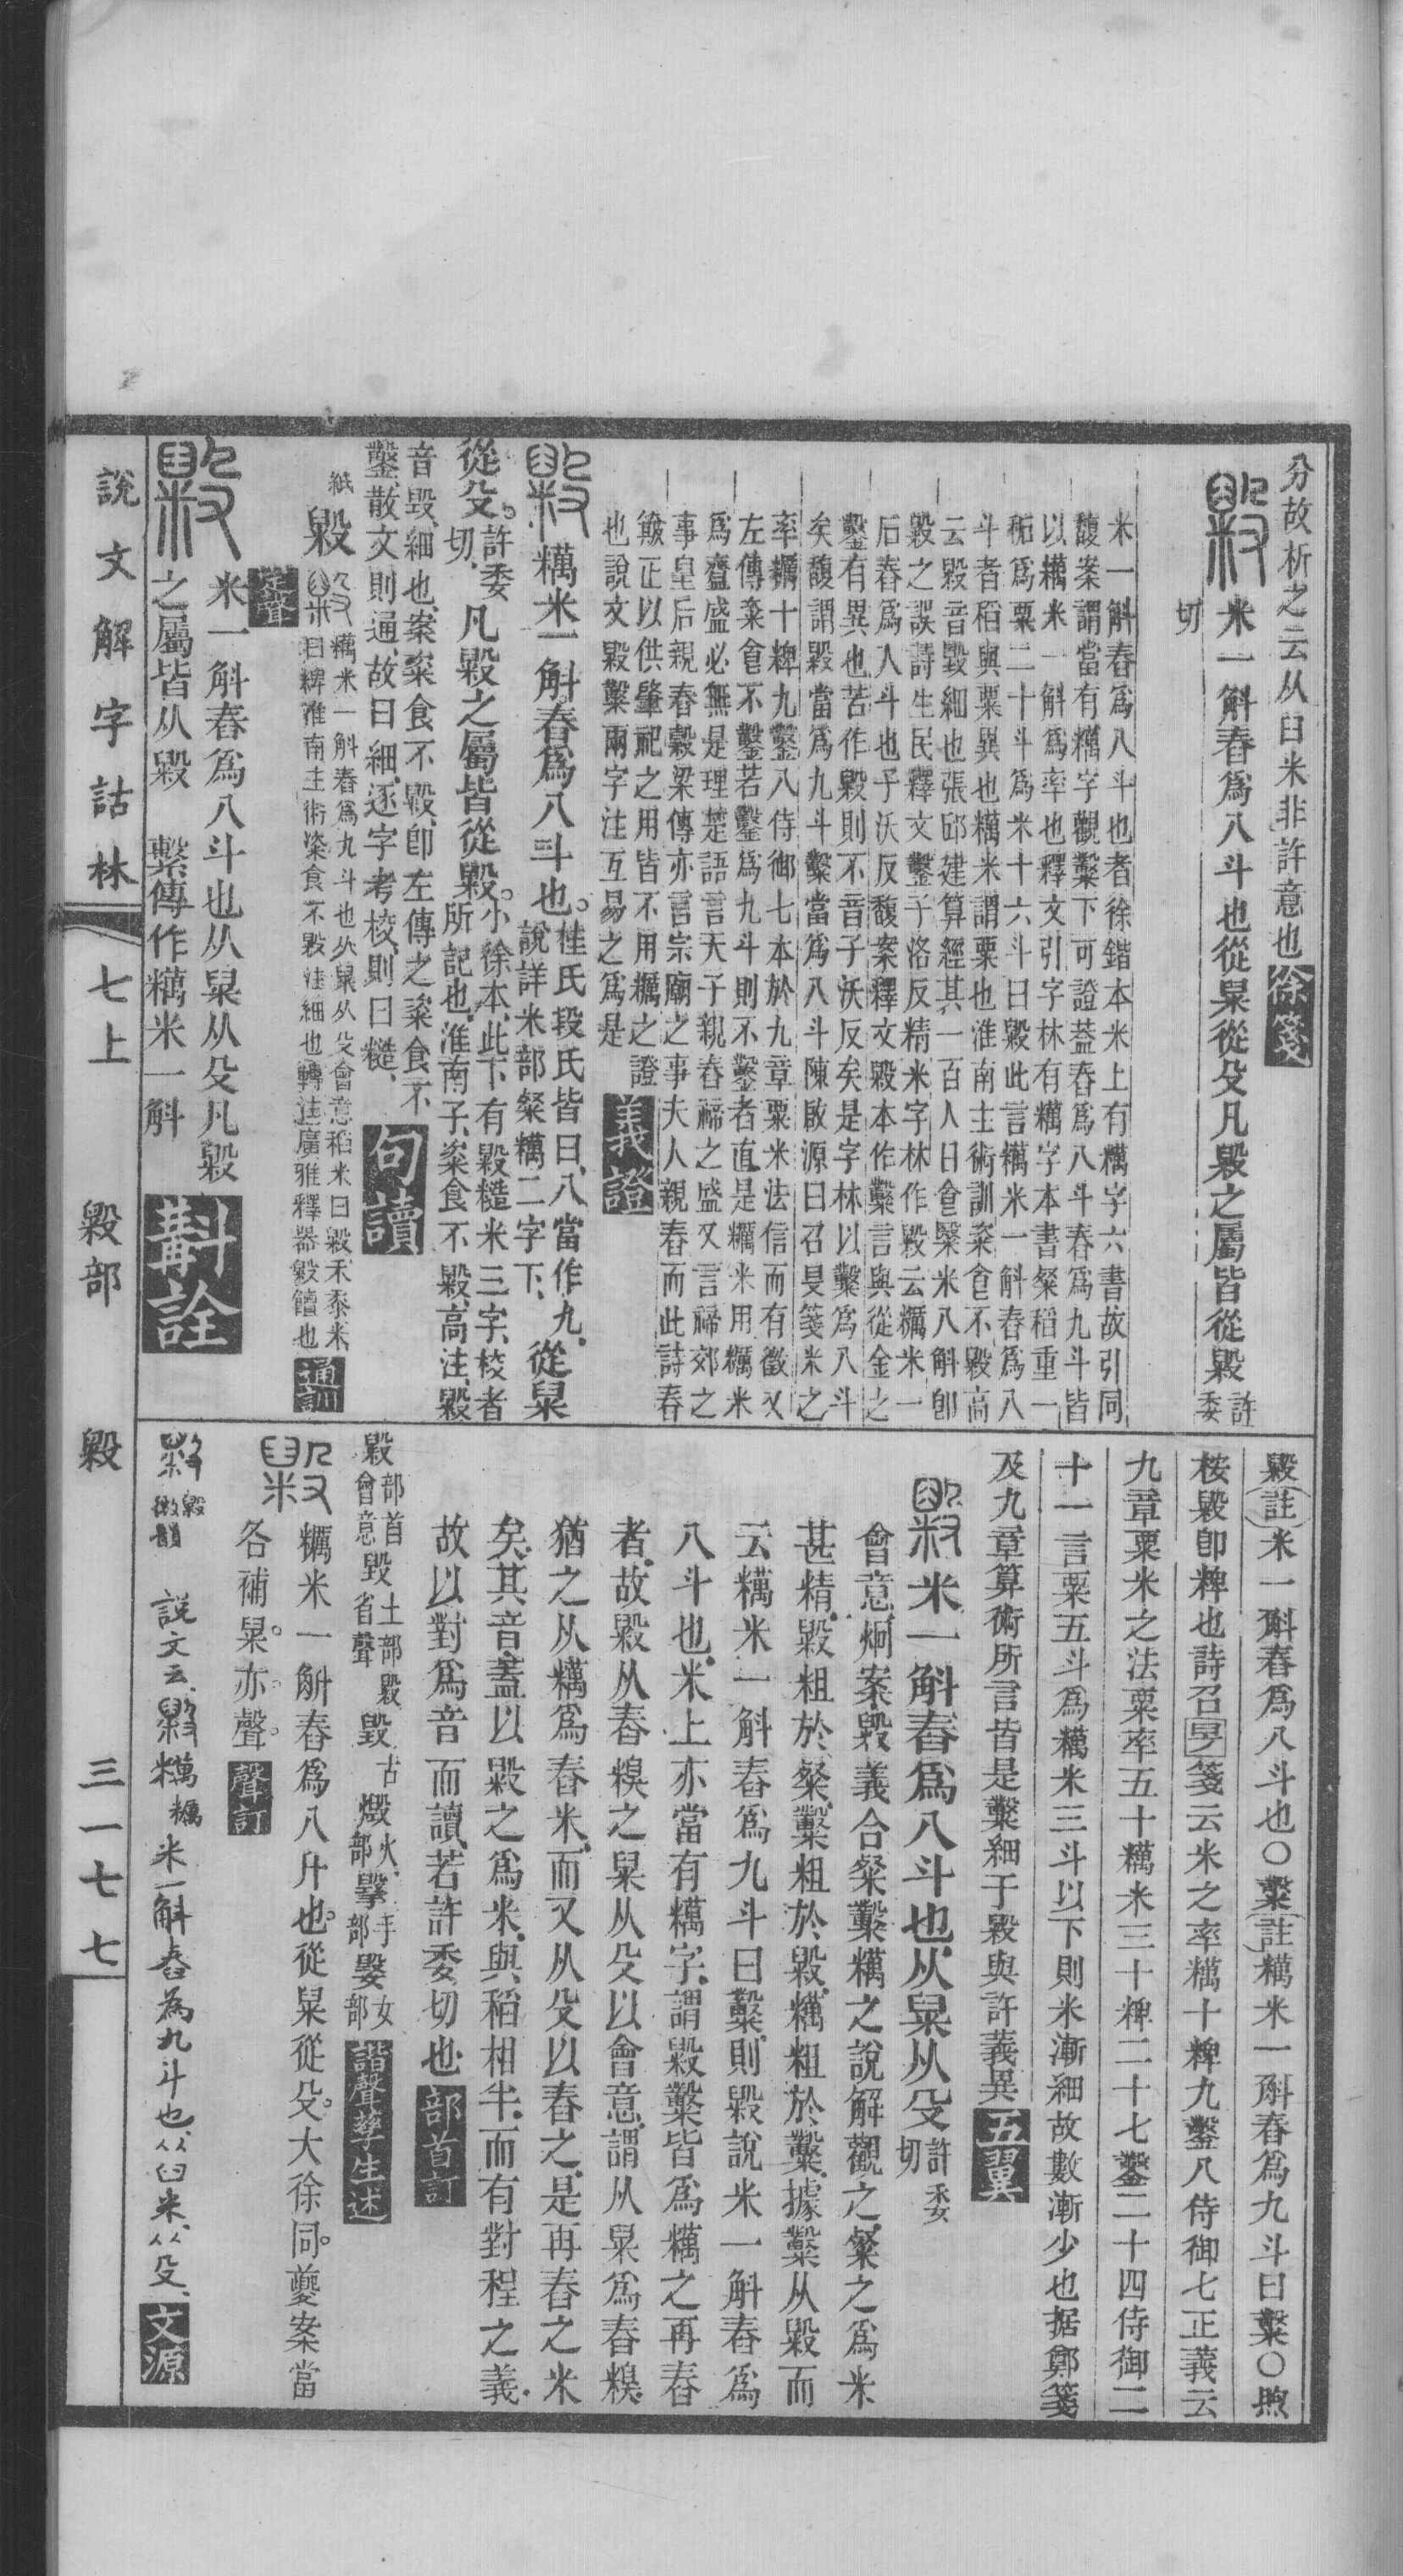 分故析之云从臼米非許意也徐箋
米一斛舂爲八斗也從臼米從殳凡毇之屬皆從毇許委
切
米一斛舂爲八斗也者徐鍇本米上有糲字六書故引同
馥案謂當有糲字觀糳下可證葢舂爲八斗舂爲九斗皆
以糲米一斛爲率也釋文引字林有糲字本書粲稻重一
䄷爲粟二十斗爲米十六斗曰毇此言糲米一斛舂爲八
斗者稻與粟異也糲米謂粟也淮南主術訓粢食不毇高
云毇音毀細也張邱建算經其一百人日食糳米八斛卽
毇之誤詩生民釋文鑿子洛反精米字林作毇云糲米一
后舂爲八斗也子沃反馥案釋文毇本作糳言與從金之
鑿有異也若作毇則不音子沃反矣是字林以糳爲八斗
矣馥謂毇當爲九斗糳當爲八斗陳啟源曰召旻箋米之
率糲十粺九鑿八侍御七本於九章粟米法信而有徵又
左傳粢食不鑿若鑿爲九斗則不鑿者直是糲米用糲米
爲齍盛必無是理楚語言天子親舂禘之盛又言禘郊之
事皇后親舂穀梁傳亦言宗廟之事夫人親舂而此詩舂
簸正以供肇祀之用皆不用糲之證
也說文毇糳兩字注互易之爲是義證
糲米一斛舂爲八斗也。桂氏段氏皆曰、八當作九。
說詳米部粲糲二字下、從臼米
從殳。許委
切、凡毇之屬皆從毇。小徐本、此下有毇糙米三字、校者
所記也、淮南子、粢食不毇、高注、毇
音毀、細也、案粢食不毇、卽左傳之粢食不
鑿、散文則通、故曰細、逐字考校、則曰糙、句讀
紙毇糲米一斛舂爲九斗也从臼米从殳會意稻米曰毇、禾黍米
曰粺淮南主術粢食不毇注細也轉注廣雅釋器毇饙也通訓
定聲
米一斛舂爲八斗也从臼米从殳凡毇
之屬皆从毇　繫傳作糲米一斛斠詮
說文解字詁林　七上　毇部　毇　三一七七
毇註米一斛舂爲八斗也○糳註糲米一斛舂爲九斗曰糳○煦
桉毇卽粺也詩召旻箋云米之率糲十粺九鑿八侍御七正義云
九章粟米之法粟率五十糲米三十粺二十七鑿二十四侍御二
十一言粟五斗爲糲米三斗以下則米漸細故數漸少也据鄭箋
及九章算術所言皆是糳細于毇與許義異五翼
米一斛舂爲八斗也从臼米从殳許委
切
會意炯案毇義合粲糳糲之說解觀之、粲之爲米
甚精、毇粗於粲、糳粗於毇、糲粗於糳、據糳从毇而
云糲米一斛舂爲九斗曰糳、則毇說米一斛舂爲
八斗也、米上亦當有糲字、謂毇糳皆爲糲之再舂
者、故毇从舂糗之臼米从殳以會意、謂从臼米爲舂糗、
猶之从糲爲舂米、而又从殳以舂之、是再舂之米
矣、其音葢以毇之爲米、與稻相半、而有對程之義、
故以對爲音而讀、若許委切也部首訂
毇部首
會意毀土部毇
省聲毀古燬火
部擊手
部嫛女
部諧聲孳生述
糲米一斛舂爲八升也。從臼米從殳。大徐同。夔案當
各補臼米。亦聲。聲訂
毇
微韻　說文云、糲米一斛舂為九斗也、从臼米、从殳、文源